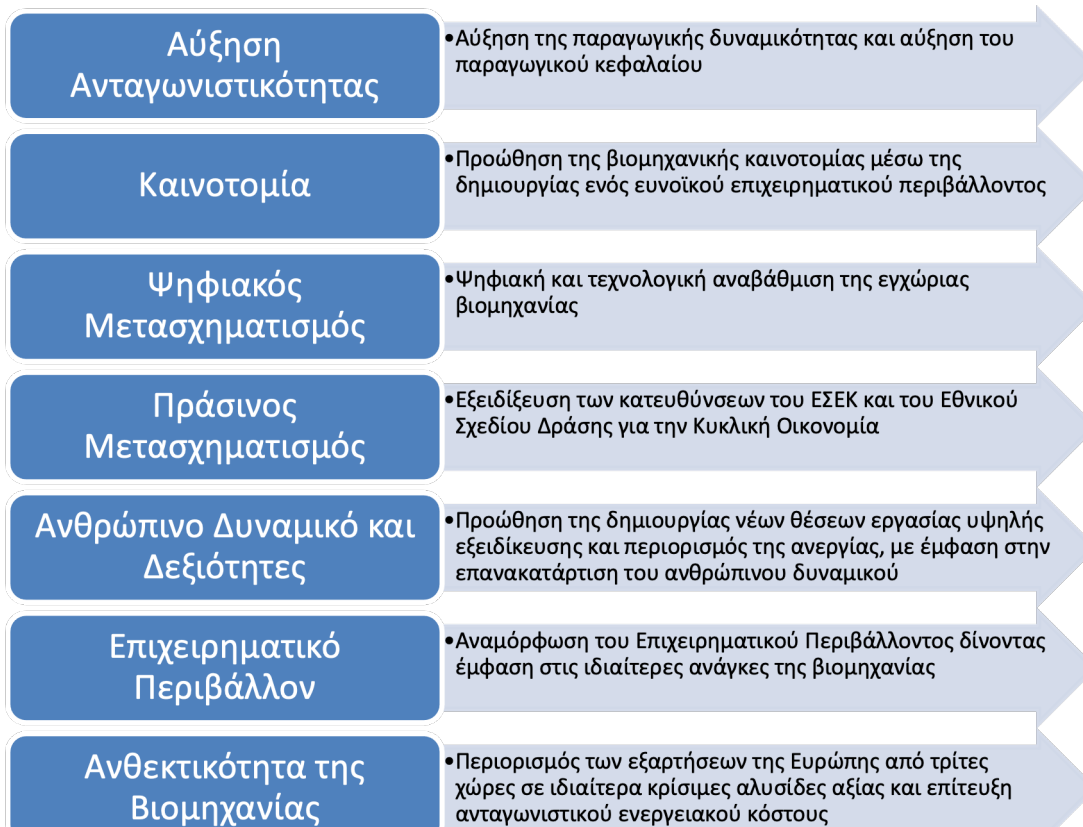 Αύξηση
Ανταγωνιστικότητας
•Αύξηση της παραγωγικής δυναμικότητας και αύξηση του
παραγωγικού κεφαλαίου
Καινοτομία
•Προώθηση της βιομηχανικής καινοτομίας μέσω της
δημιουργίας ενός ευνοϊκού επιχειρηματικού περιβάλλοντος
Ψηφιακός
Μετασχηματισμός
•Ψηφιακή και τεχνολογική αναβάθμιση της εγχώριας
βιομηχανίας
Πράσινος
Μετασχηματισμός
•Εξειδίξευση των κατευθύνσεων του ΕΣΕΚ και του Εθνικού
Σχεδίου Δράσης για την Κυκλική Οικονομία
Ανθρώπινο Δυναμικό και
Δεξιότητες
•Προώθηση της δημιουργίας νέων θέσεων εργασίας υψηλής
εξειδίκευσης και περιορισμός της ανεργίας, με έμφαση στην
επανακατάρτιση του ανθρώπινου δυναμικού
Επιχειρηματικό
Περιβάλλον
•Αναμόρφωση του Επιχειρηματικού Περιβάλλοντος δίνοντας
έμφαση στις ιδιαίτερες ανάγκες της βιομηχανίας
Ανθεκτικότητα της
Βιομηχανίας
•Περιορισμός των εξαρτήσεων της Ευρώπης από τρίτες
χώρες σε ιδιαίτερα κρίσιμες αλυσίδες αξίας και επίτευξη
ανταγωνιστικού ενεργειακού κόστους